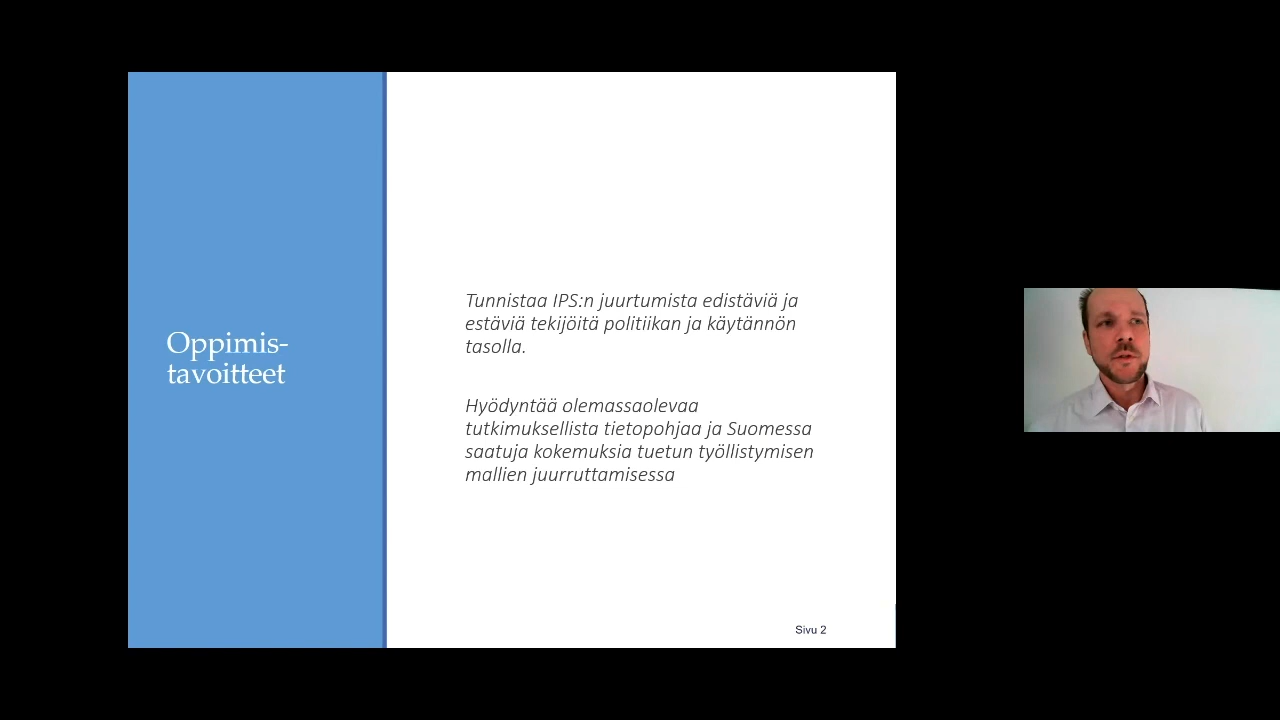 Oppimis-
tavoitteet
Tunnistaa IPS:n juurtumista edistäviä ja
estäviä tekijöitä politiikan ja käytännön
tasolla.
Hyödyntää olemassaolevaa
tutkimuksellista tietopohjaa ja Suomessa
saatuja kokemuksia tuetun työllistymisen
mallien juurruttamisessa
Sivu 2